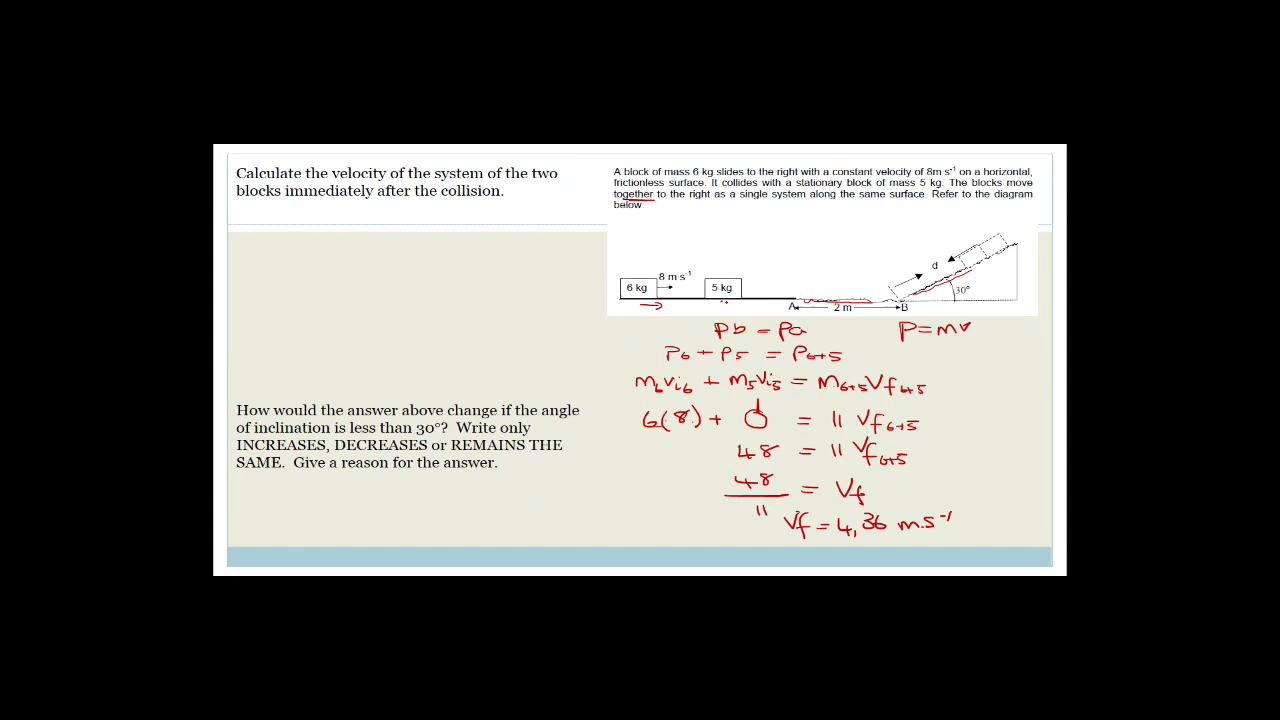 Calculate the velocity of the system of the two
blocks immediately after the collision.
A block of mass 6 kg slides to the right with a constant velocity of 8m s⁻¹ on a horizontal,
frictionless surface. It collides with a stationary block of mass 5 kg. The blocks move
together to the right as a single system along the same surface. Refer to the diagram
below
d
8 m s⁻¹
6 kg
5 kg
30°
A
2 m
B
pb = pa
P = mv
P6 + P5 = P6+5
m6vi6 + m5vi5 = m6+5vf6+5
6(8) + 0 = 11 vf6+5
48 = 11 vf6+5
48/11 = vf
vf = 4,36 m.s⁻¹
How would the answer above change if the angle
of inclination is less than 30°? Write only
INCREASES, DECREASES or REMAINS THE
SAME. Give a reason for the answer.